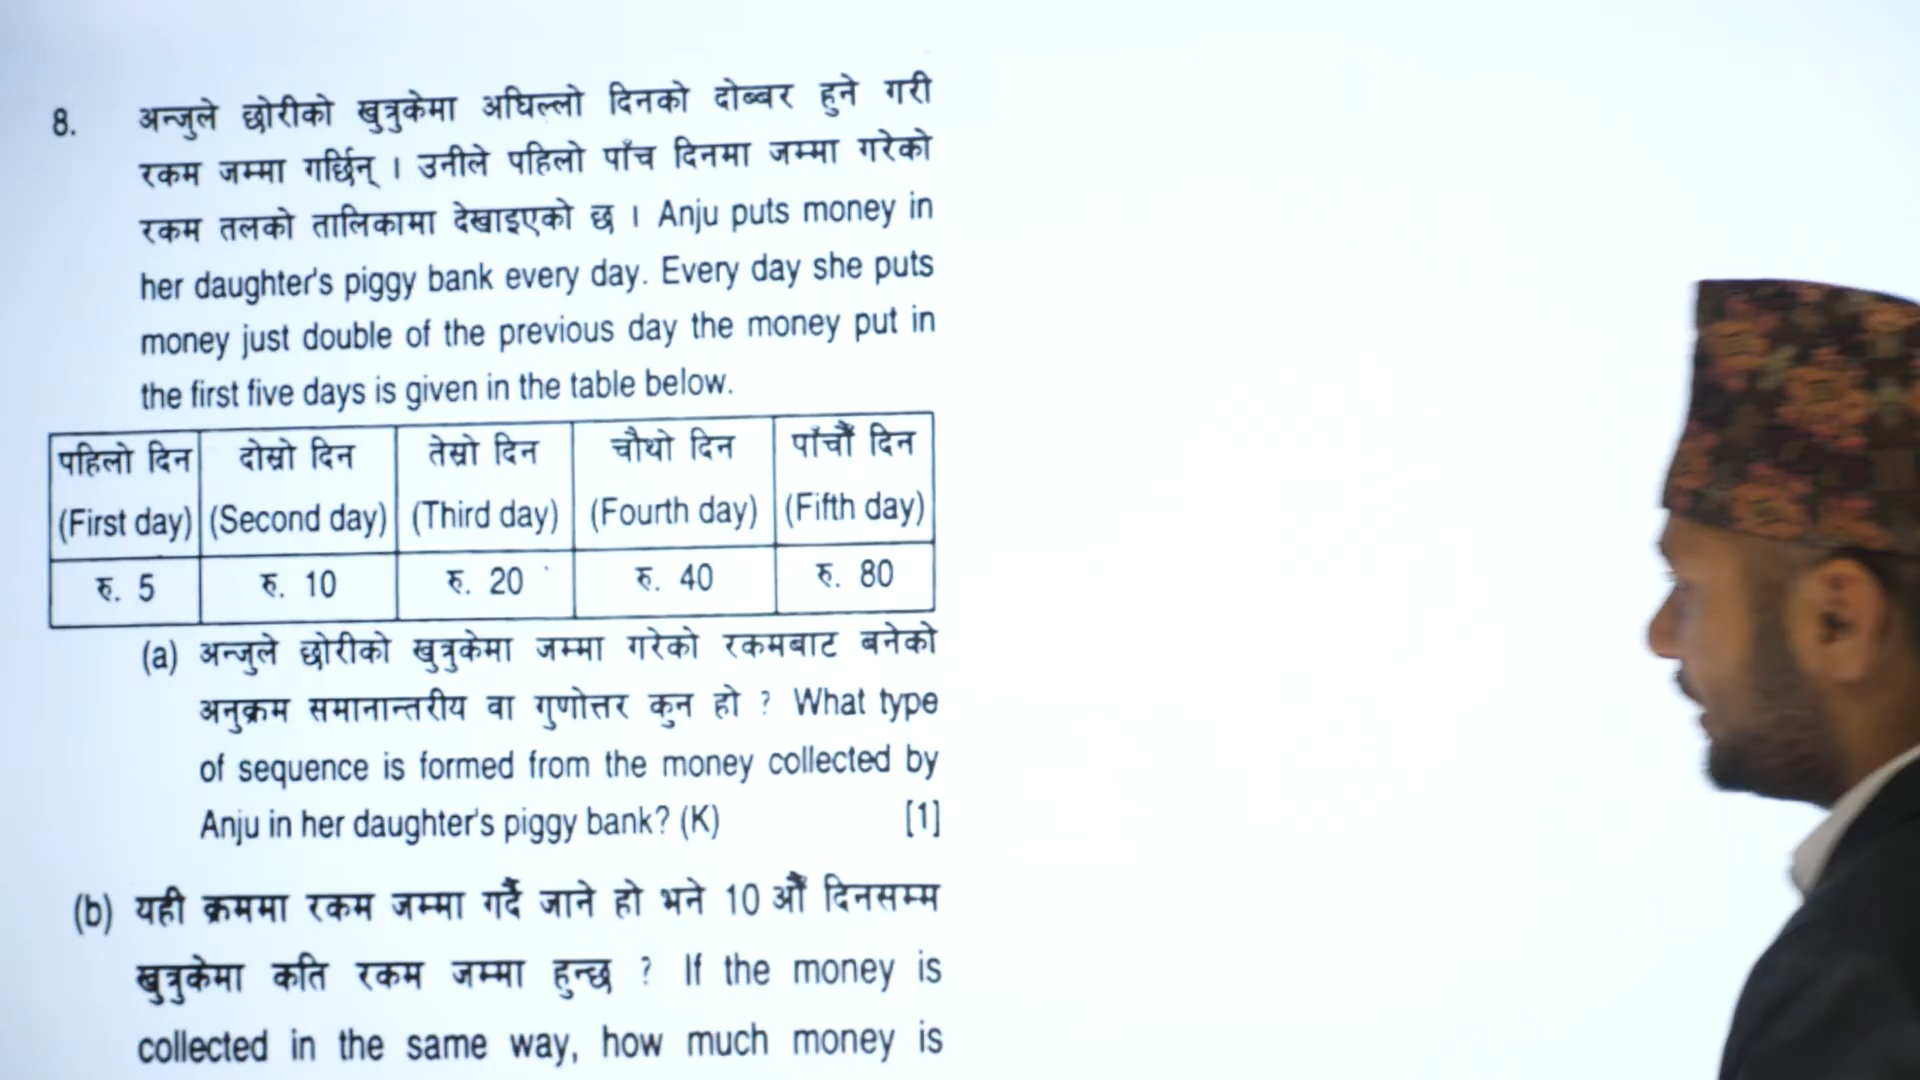 8. अन्जुले छोरीको खुत्रुकेमा अघिल्लो दिनको दोब्बर हुने गरी
रकम जम्मा गर्छिन् । उनीले पहिलो पाँच दिनमा जम्मा गरेको
रकम तलको तालिकामा देखाइएको छ । Anju puts money in
her daughter's piggy bank every day. Every day she puts
money just double of the previous day the money put in
the first five days is given in the table below.
पहिलो दिन दोस्रो दिन तेस्रो दिन चौथो दिन पाँचौं दिन
(First day) (Second day) (Third day) (Fourth day) (Fifth day)
रु. 5 रु. 10 रु. 20 रु. 40 रु. 80
(a) अन्जुले छोरीको खुत्रुकेमा जम्मा गरेको रकमबाट बनेको
अनुक्रम समानान्तरीय वा गुणोत्तर कुन हो ? What type
of sequence is formed from the money collected by
Anju in her daughter's piggy bank? (K) [1]
(b) यही क्रममा रकम जम्मा गर्दै जाने हो भने 10 औं दिनसम्म
खुत्रुकेमा कति रकम जम्मा हुन्छ ? If the money is
collected in the same way, how much money is